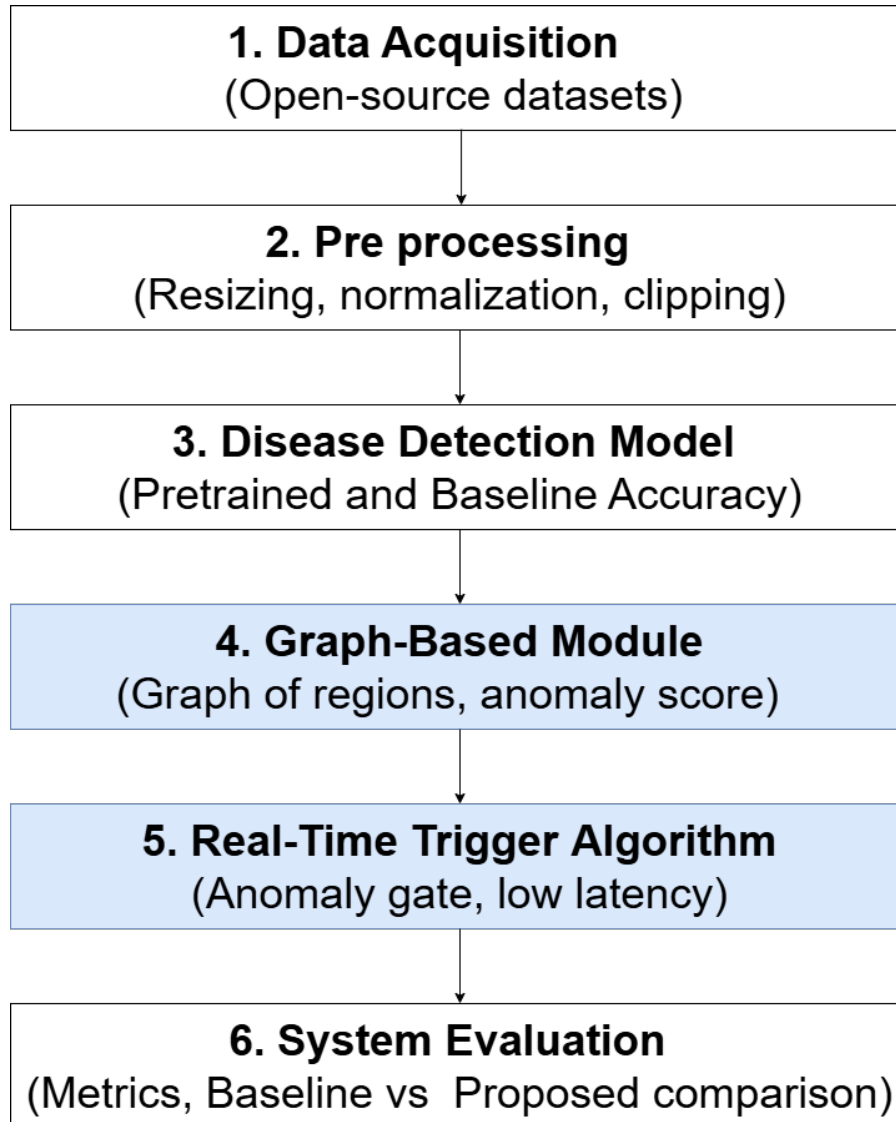 1. Data Acquisition
(Open-source datasets)
2. Pre processing
(Resizing, normalization, clipping)
3. Disease Detection Model
(Pretrained and Baseline Accuracy)
4. Graph-Based Module
(Graph of regions, anomaly score)
5. Real-Time Trigger Algorithm
(Anomaly gate, low latency)
6. System Evaluation
(Metrics, Baseline vs  Proposed comparison)